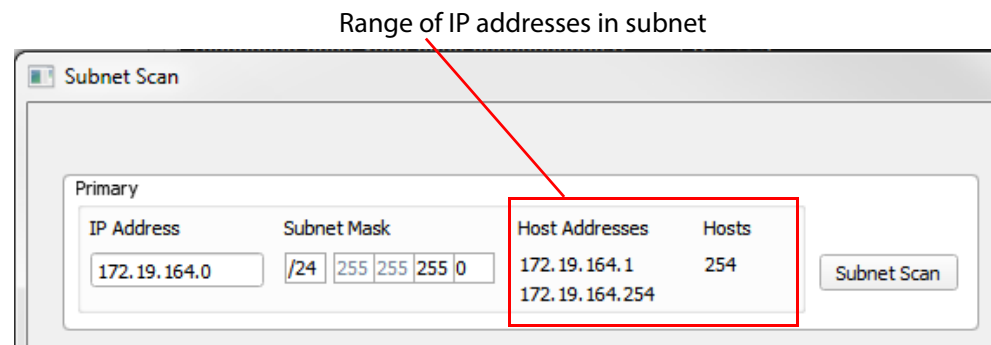 Range of IP addresses in subnet
Subnet Scan
Primary
IP Address Subnet Mask Host Addresses Hosts
172.19.164.0 /24 255 255 255 0 172.19.164.1 254 Subnet Scan
172.19.164.254